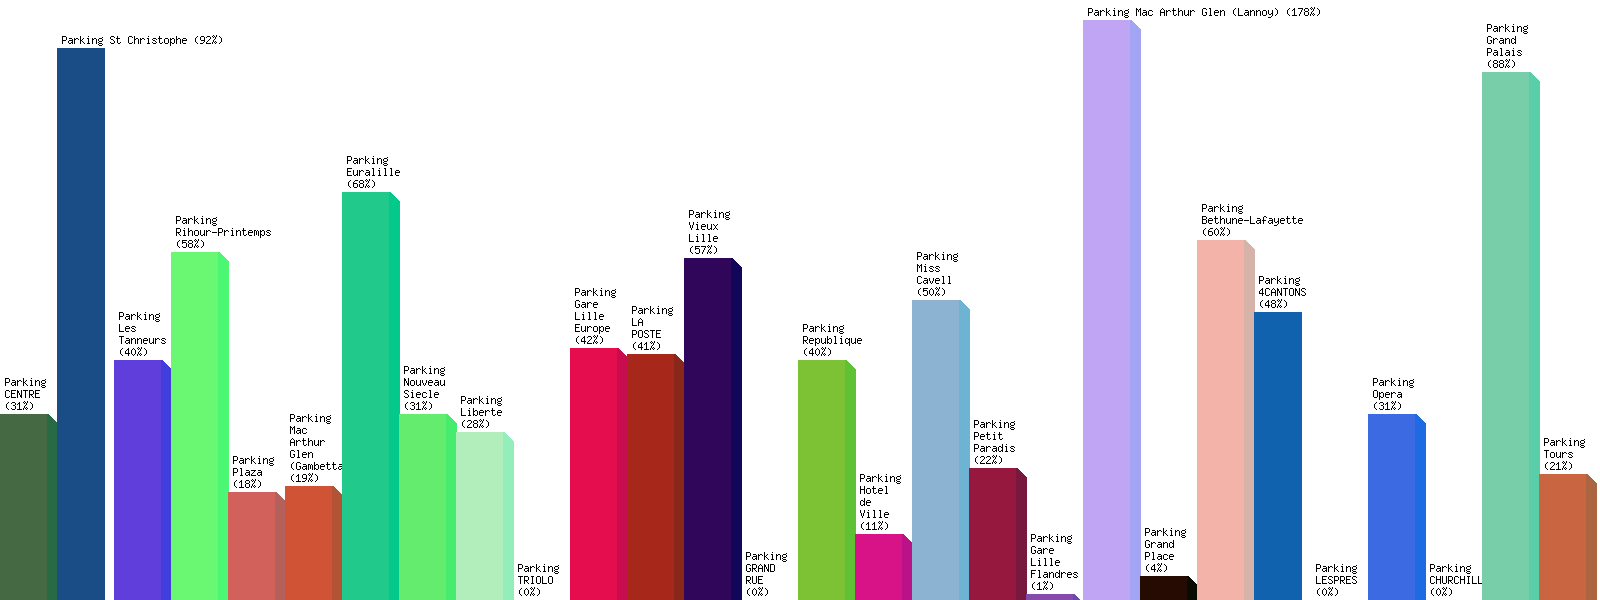 Parking
CENTRE
(31%)
Parking St Christophe (92%)
Parking
Les
Tanneurs
(40%)
Parking
Rihour-Printemps
(58%)
Parking
Plaza
(18%)
Parking
Mac
Arthur
Glen
(Gambetta
(19%)
Parking
Euralille
(68%)
Parking
Nouveau
Siecle
(31%)
Parking
Liberte
(28%)
Parking
TRIOLO
(0%)
Parking
Gare
Lille
Europe
(42%)
Parking
LA
POSTE
(41%)
Parking
Vieux
Lille
(57%)
Parking
GRAND
RUE
(0%)
Parking
Republique
(40%)
Parking
Hotel
de
Ville
(11%)
Parking
Miss
Cavell
(50%)
Parking
Petit
Paradis
(22%)
Parking
Gare
Lille
Flandres
(1%)
Parking Mac Arthur Glen (Lannoy) (178%)
Parking
Grand
Place
(4%)
Parking
Bethune-Lafayette
(60%)
Parking
4CANTONS
(48%)
Parking
LESPRES
(0%)
Parking
Opera
(31%)
Parking
CHURCHILL
(0%)
Parking
Grand
Palais
(88%)
Parking
Tours
(21%)